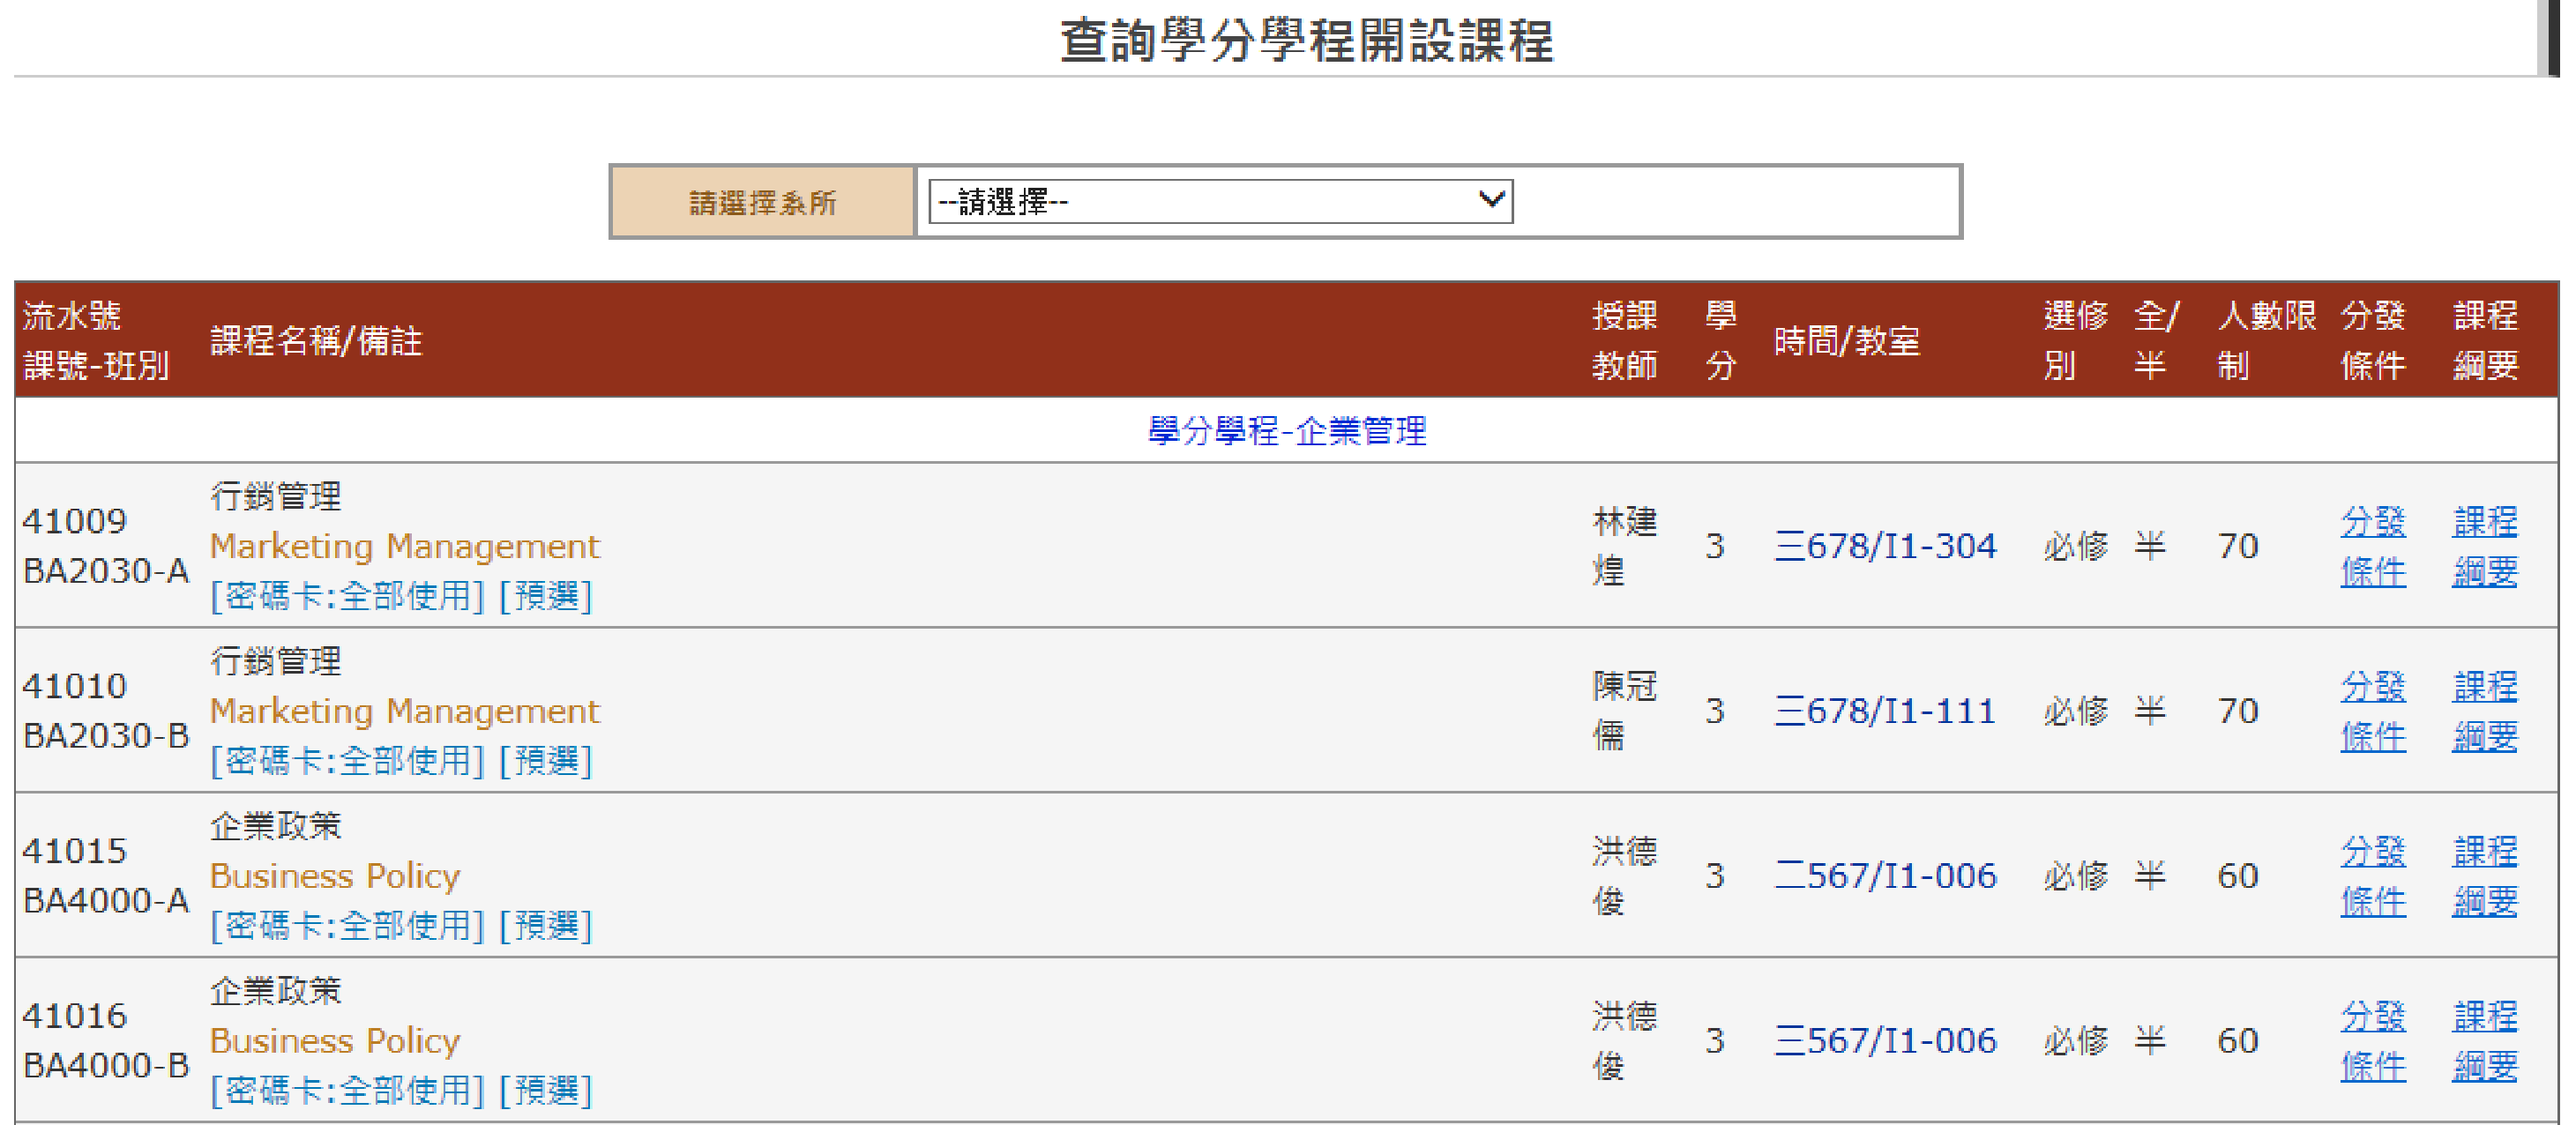 查詢學分學程開設課程
請選擇系所 --請選擇--
流水號 課號-班別 課程名稱/備註 授課教師 學分 時間/教室 選修別 全/半 人數限制 分發條件 課程綱要
學分學程-企業管理
41009 BA2030-A 行銷管理 Marketing Management [密碼卡:全部使用] [預選] 林建煌 3 三678/I1-304 必修 半 70 分發條件 課程綱要
41010 BA2030-B 行銷管理 Marketing Management [密碼卡:全部使用] [預選] 陳冠儒 3 三678/I1-111 必修 半 70 分發條件 課程綱要
41015 BA4000-A 企業政策 Business Policy [密碼卡:全部使用] [預選] 洪德俊 3 二567/I1-006 必修 半 60 分發條件 課程綱要
41016 BA4000-B 企業政策 Business Policy [密碼卡:全部使用] [預選] 洪德俊 3 三567/I1-006 必修 半 60 分發條件 課程綱要